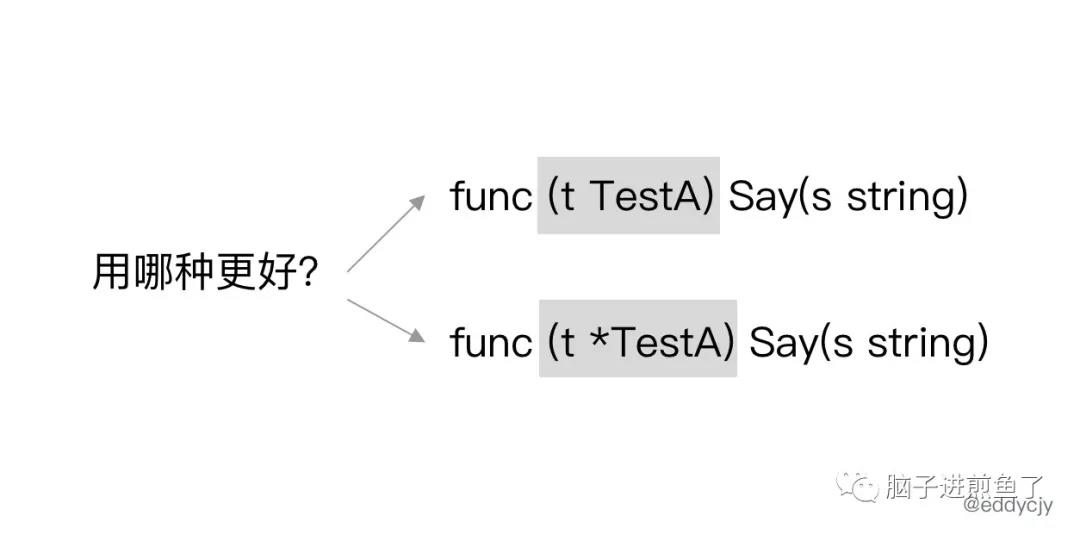 func (t TestA) Say(s string)
用哪种更好?
func (t *TestA) Say(s string)
脑子进煎鱼了
@eddycjy